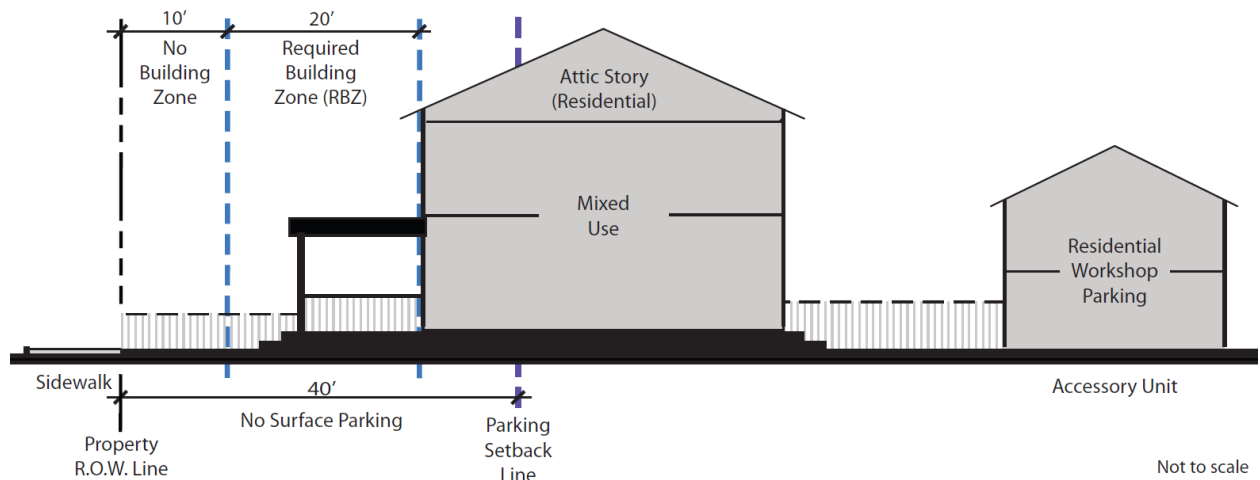 10’
20’
No
Building
Zone
Required
Building
Zone (RBZ)
Attic Story
(Residential)
Mixed
Use
Residential
Workshop
Parking
Sidewalk
40’
Accessory Unit
No Surface Parking
Parking
Setback
Line
Property
R.O.W. Line
Not to scale